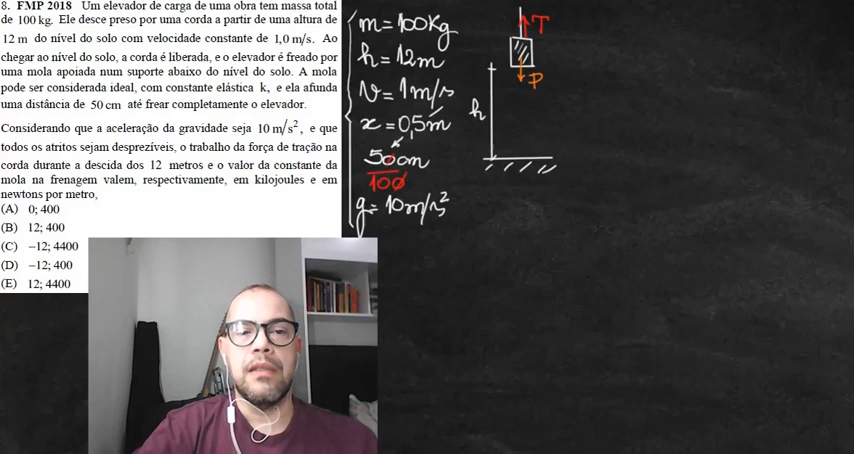 8. FMP 2018 Um elevador de carga de uma obra tem massa total
de 100 kg. Ele desce preso por uma corda a partir de uma altura de
12 m do nível do solo com velocidade constante de 1,0 m/s. Ao
chegar ao nível do solo, a corda é liberada, e o elevador é freado por
uma mola apoiada num suporte abaixo do nível do solo. A mola
pode ser considerada ideal, com constante elástica k, e ela afunda
uma distância de 50 cm até frear completamente o elevador.
Considerando que a aceleração da gravidade seja 10 m/s², e que
todos os atritos sejam desprezíveis, o trabalho da força de tração na
corda durante a descida dos 12 metros e o valor da constante da
mola na frenagem valem, respectivamente, em kilojoules e em
newtons por metro,
(A) 0; 400
(B) 12; 400
(C) −12; 4400
(D) −12; 400
(E) 12; 4400
m = 100Kg
h = 12m
v = 1m/s
x = 0,5m
50cm
100
g = 10m/s²
T
P
h